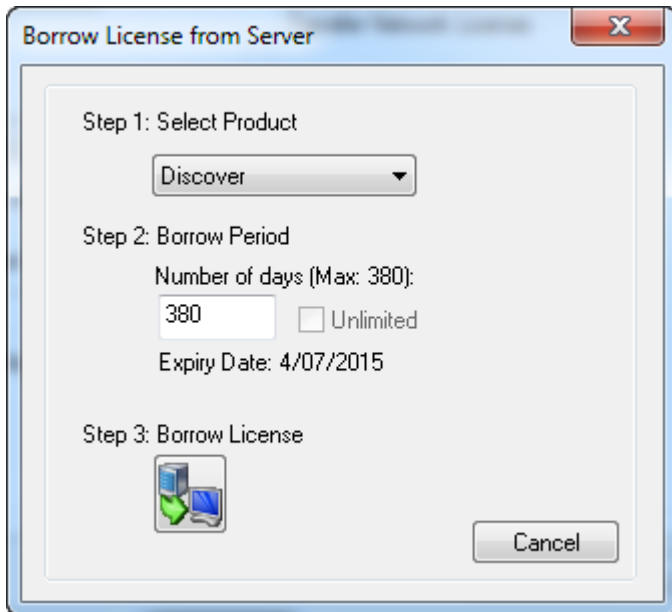 Borrow License from Server
Step 1: Select Product
Discover
Step 2: Borrow Period
Number of days (Max: 380):
380
Unlimited
Expiry Date: 4/07/2015
Step 3: Borrow License
Cancel